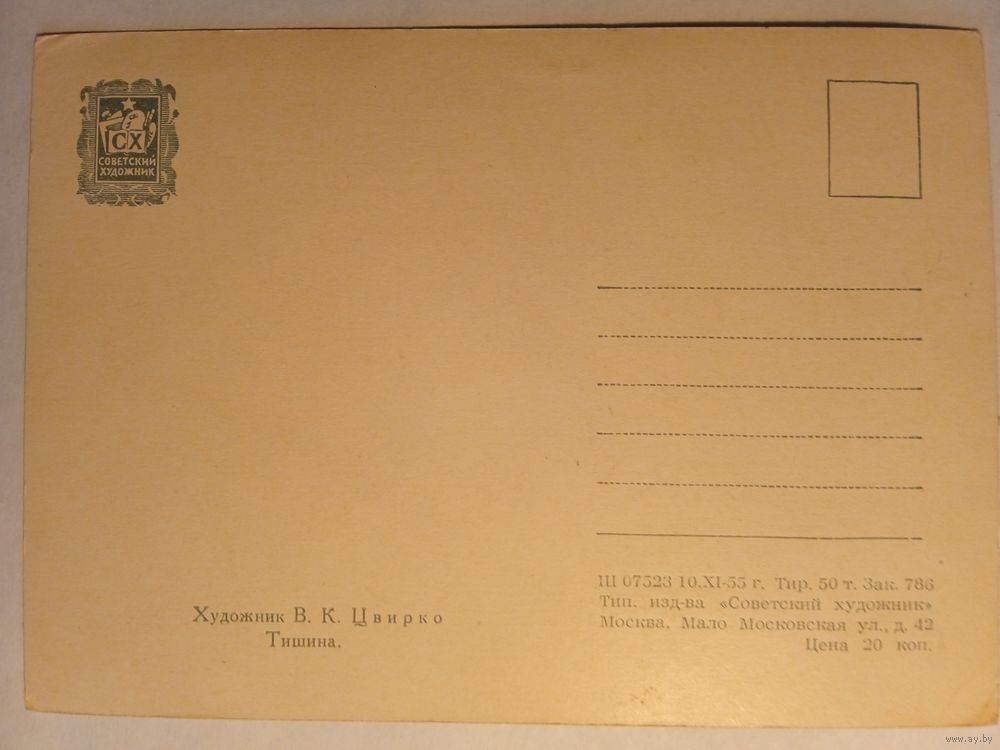 СХ
СОВЕТСКИЙ
ХУДОЖНИК
Художник В. К. Цвирко
Тишина.
Ш 07523 10.XI-55 г. Тир. 50 т. Зак. 786
Тип. изд-ва «Советский художник»
Москва, Мало Московская ул., д. 42
Цена 20 коп.
www.ay.by